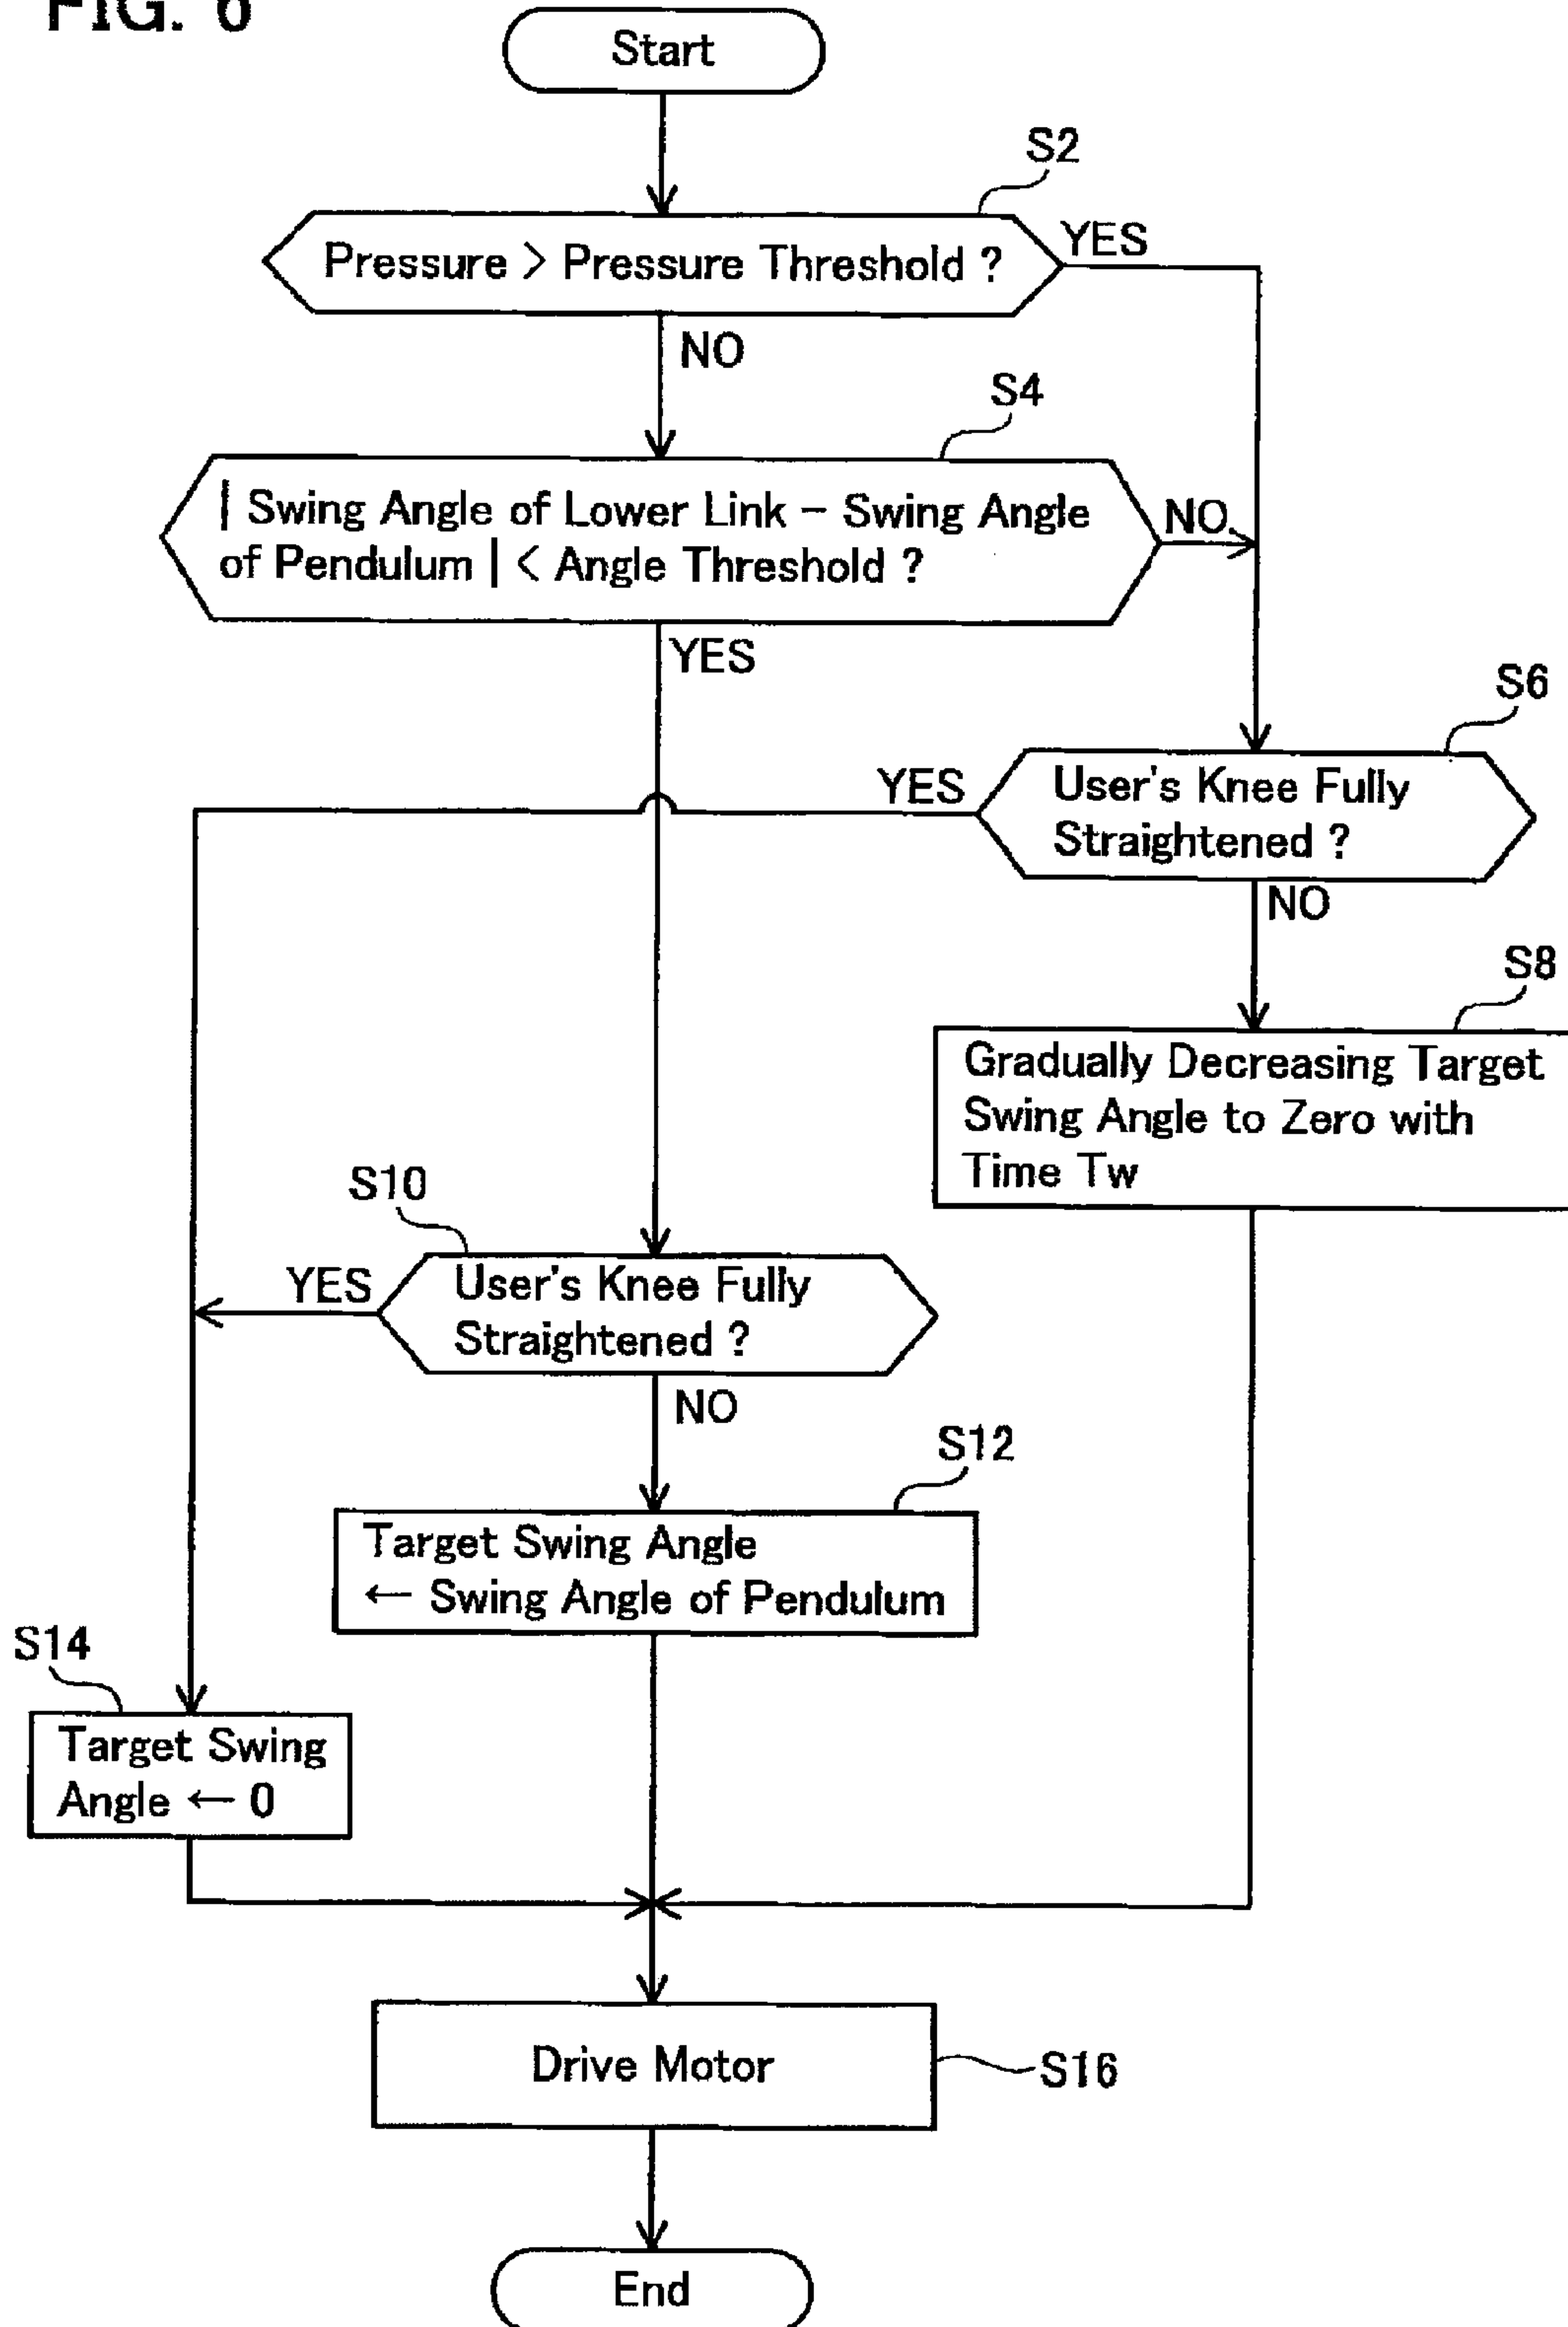 FIG. 6
Start
S2
Pressure > Pressure Threshold ?
YES
NO
S4
| Swing Angle of Lower Link - Swing Angle
of Pendulum | < Angle Threshold ?
NO
YES
S6
User's Knee Fully
Straightened ?
YES
NO
S8
Gradually Decreasing Target
Swing Angle to Zero with
Time Tw
S10
User's Knee Fully
Straightened ?
YES
NO
S12
Target Swing Angle
← Swing Angle of Pendulum
S14
Target Swing
Angle ← 0
Drive Motor
S16
End